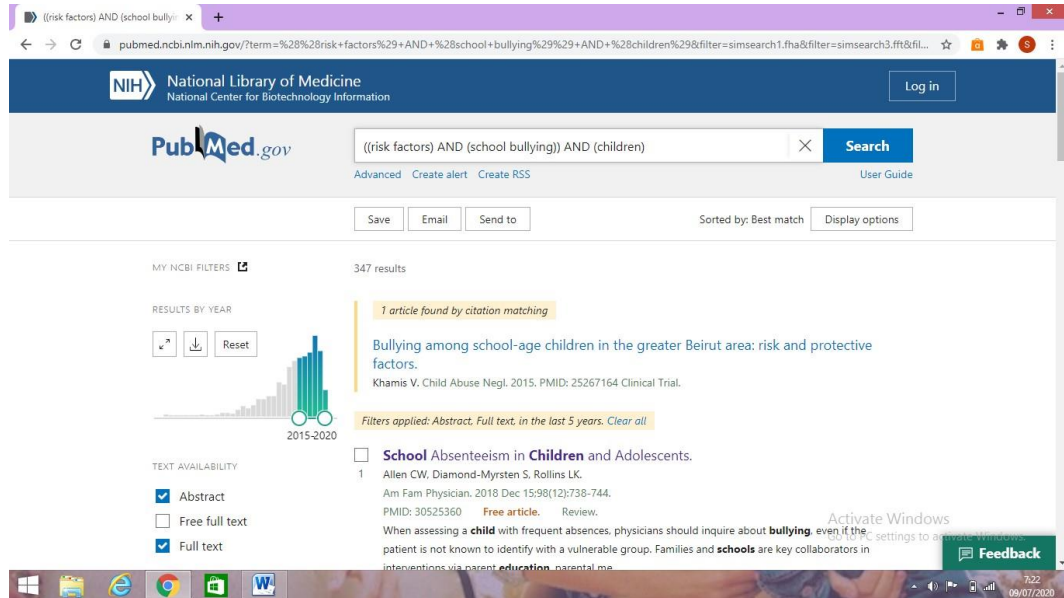 ((risk factors) AND (school bullyin
pubmed.ncbi.nlm.nih.gov/?term=%28%28risk+factors%29+AND+%28school+bullying%29%29+AND+%28children%29&filter=simsearch1.fha&filter=simsearch3.fft&fil...
S
NIH
National Library of Medicine
National Center for Biotechnology Information
Log in
PubMed.gov
((risk factors) AND (school bullying)) AND (children)
Search
Advanced Create alert Create RSS
User Guide
Save Email Send to Sorted by: Best match Display options
MY NCBI FILTERS
347 results
RESULTS BY YEAR
1 article found by citation matching
Reset
Bullying among school-age children in the greater Beirut area: risk and protective
factors.
Khamis V. Child Abuse Negl. 2015. PMID: 25267164 Clinical Trial.
Filters applied: Abstract, Full text, in the last 5 years. Clear all
2015-2020
School Absenteeism in Children and Adolescents.
1 Allen CW, Diamond-Myrsten S, Rollins LK.
TEXT AVAILABILITY
Am Fam Physician. 2018 Dec 15;98(12):738-744.
Abstract
PMID: 30525360 Free article. Review.
Free full text
When assessing a child with frequent absences, physicians should inquire about bullying, even if the
Full text
patient is not known to identify with a vulnerable group. Families and schools are key collaborators in
interventions via parent education, parental me
Activate Windows
Go to PC settings to activate Windows.
Feedback
7:22
09/07/2020